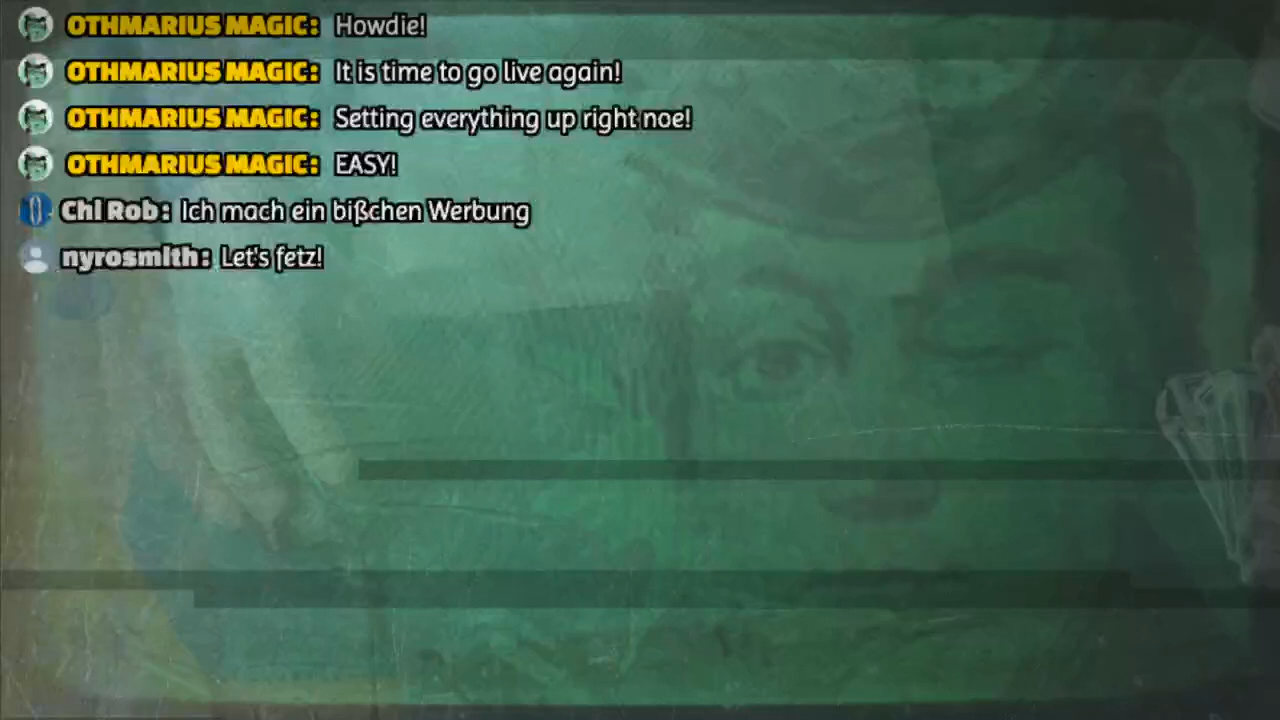 OTHMARIUS MAGIC: Howdie!
OTHMARIUS MAGIC: It is time to go live again!
OTHMARIUS MAGIC: Setting everything up right noe!
OTHMARIUS MAGIC: EASY!
Chl Rob: Ich mach ein bißchen Werbung
nyrosmith: Let's fetz!